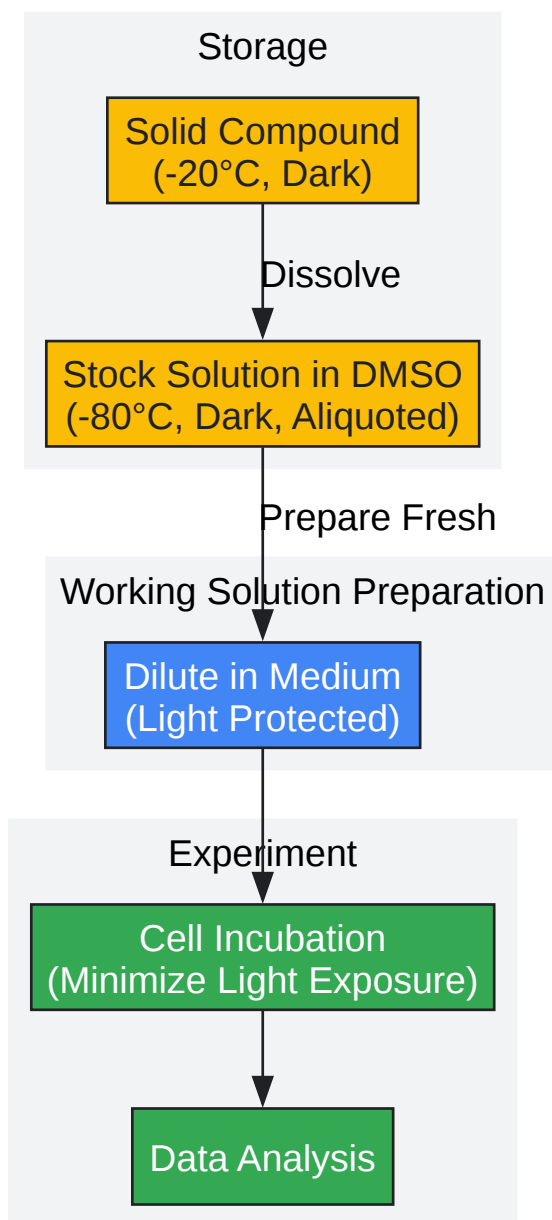 Storage
Solid Compound
(-20°C, Dark)
Dissolve
Stock Solution in DMSO
(-80°C, Dark, Aliquoted)
Prepare Fresh
Working Solution Preparation
Dilute in Medium
(Light Protected)
Experiment
Cell Incubation
(Minimize Light Exposure)
Data Analysis